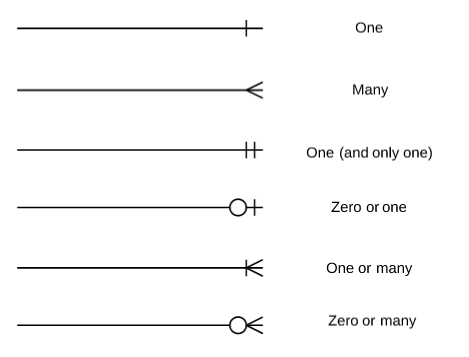 One
Many
One (and only one)
Zero or one
One or many
Zero or many